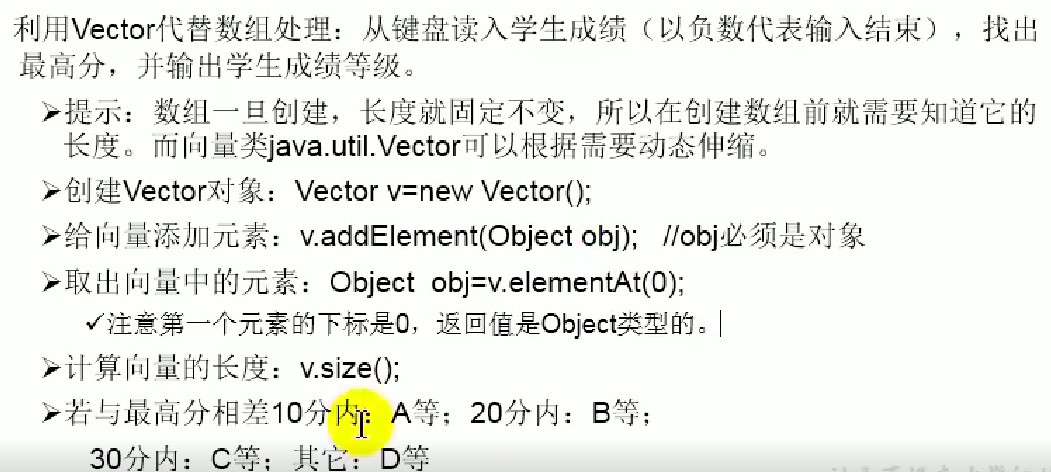 利用Vector代替数组处理：从键盘读入学生成绩（以负数代表输入结束），找出
最高分，并输出学生成绩等级。
➢提示：数组一旦创建，长度就固定不变，所以在创建数组前就需要知道它的
长度。而向量类java.util.Vector可以根据需要动态伸缩。
➢创建Vector对象：Vector v=new Vector();
➢给向量添加元素：v.addElement(Object obj); //obj必须是对象
➢取出向量中的元素：Object obj=v.elementAt(0);
✓注意第一个元素的下标是0，返回值是Object类型的。
➢计算向量的长度：v.size();
➢若与最高分相差10分内：A等；20分内：B等；
30分内：C等；其它：D等